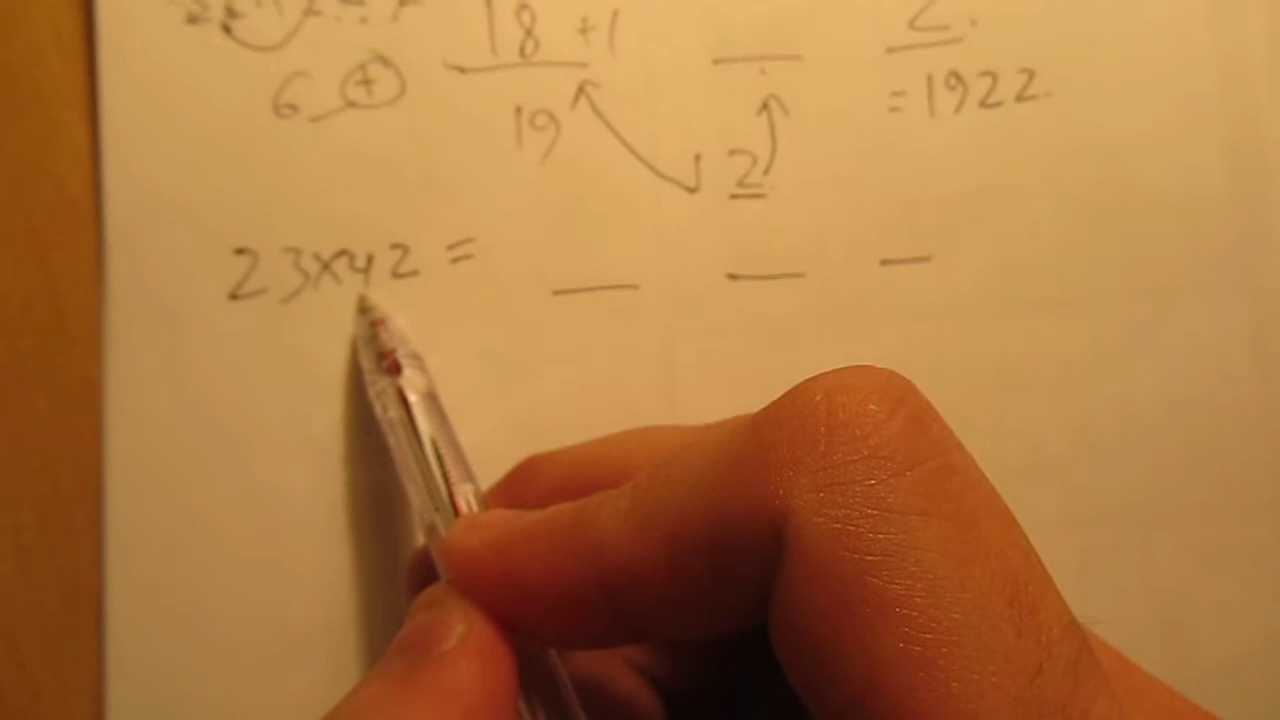 18 +1 2.
6 + 19 = 1922.
2
23x42 =